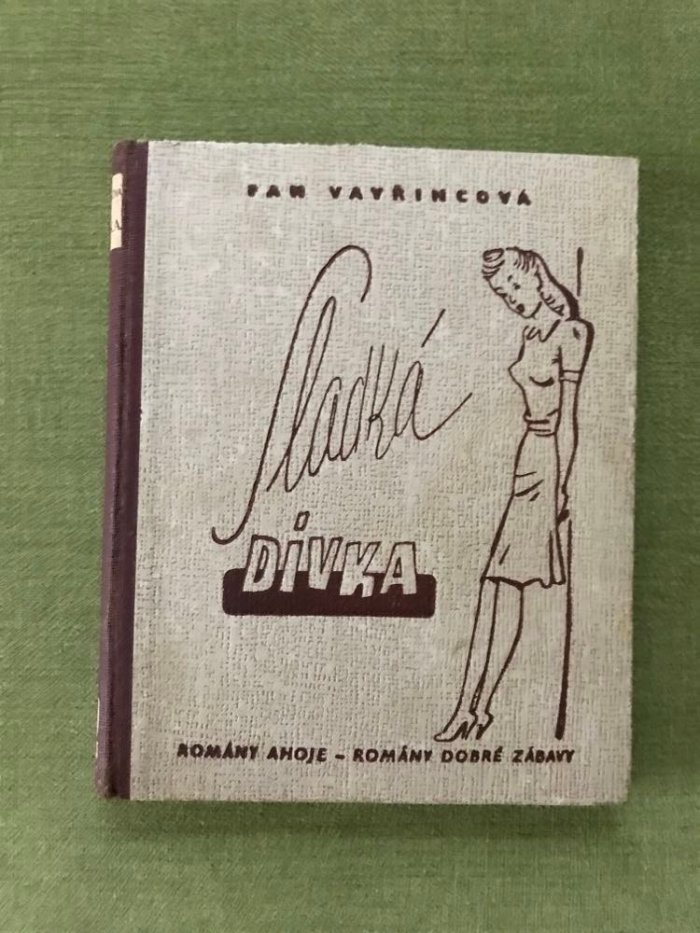 FAN VAVŘINCOVÁ
Sladká
DÍVKA
ROMÁNY AHOJE – ROMÁNY DOBRÉ ZÁBAVY